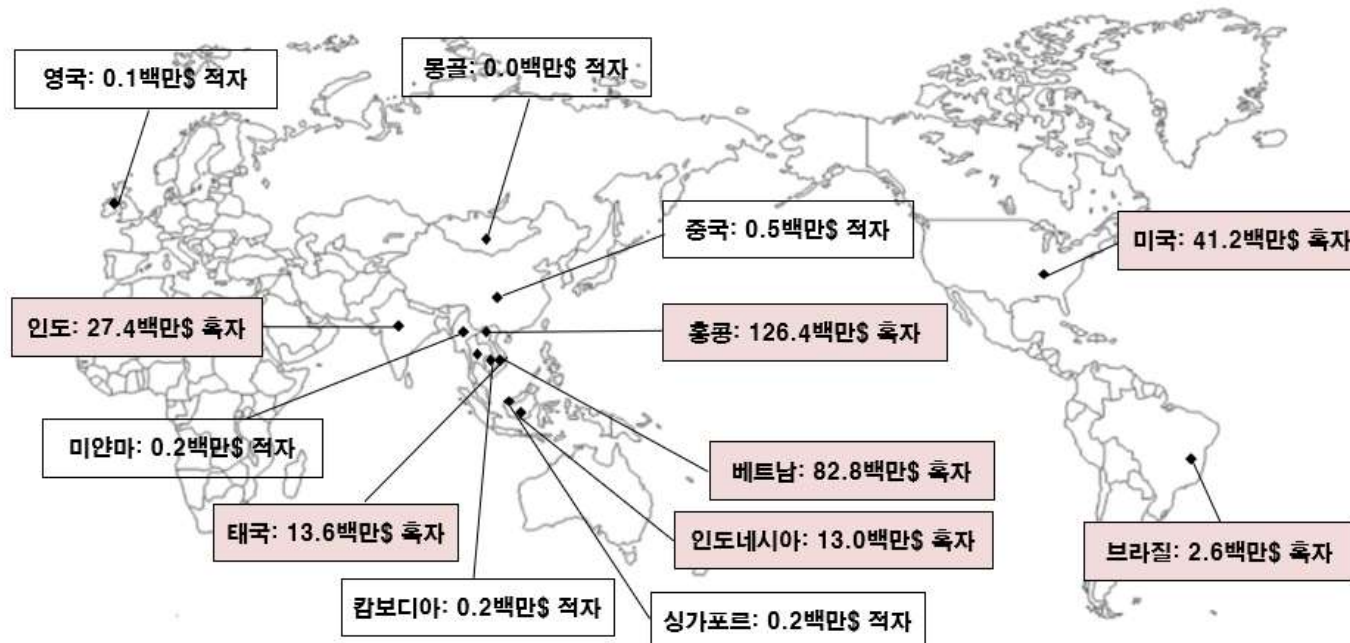 영국: 0.1백만$ 적자
몽골: 0.0백만$ 적자
중국: 0.5백만$ 적자
미국: 41.2백만$ 흑자
인도: 27.4백만$ 흑자
홍콩: 126.4백만$ 흑자
미얀마: 0.2백만$ 적자
베트남: 82.8백만$ 흑자
태국: 13.6백만$ 흑자
인도네시아: 13.0백만$ 흑자
브라질: 2.6백만$ 흑자
캄보디아: 0.2백만$ 적자
싱가포르: 0.2백만$ 적자